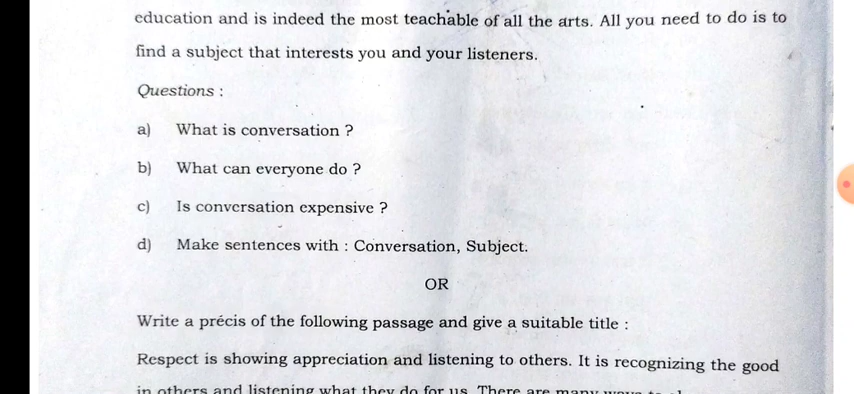 education and is indeed the most teachable of all the arts. All you need to do is to
find a subject that interests you and your listeners.
Questions :
a) What is conversation ?
b) What can everyone do ?
c) Is conversation expensive ?
d) Make sentences with : Conversation, Subject.
OR
Write a précis of the following passage and give a suitable title :
Respect is showing appreciation and listening to others. It is recognizing the good
in others and listening what they do for us. There are many ways to